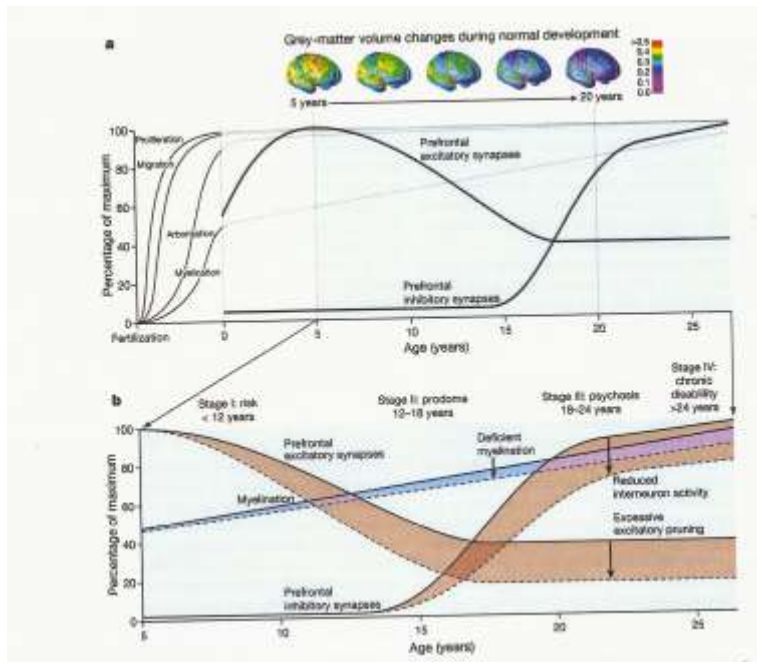 a
Grey-matter volume changes during normal development
>0.5
0.4
0.3
0.2
0.1
0.0
5 years
20 years
100
80
60
40
20
0
Percentage of maximum
Proliferation
Migration
Arborization
Myelination
Prefrontal
excitatory synapses
Prefrontal
inhibitory synapses
Fertilization
0
5
10
15
20
25
Age (years)
b
Stage I: risk
< 12 years
Stage II: prodome
12–18 years
Stage III: psychosis
18–24 years
Stage IV:
chronic
disability
>24 years
100
80
60
40
20
0
Percentage of maximum
Prefrontal
excitatory synapses
Myelination
Deficient
myelination
Reduced
interneuron activity
Excessive
excitatory pruning
Prefrontal
inhibitory synapses
5
10
15
20
25
Age (years)